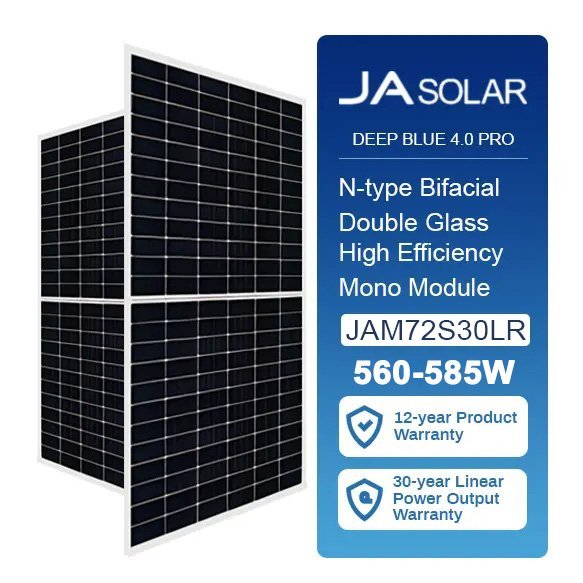 JA SOLAR
DEEP BLUE 4.0 PRO
N-type Bifacial
Double Glass
High Efficiency
Mono Module
JAM72S30LR
560-585W
12-year Product
Warranty
30-year Linear
Power Output
Warranty